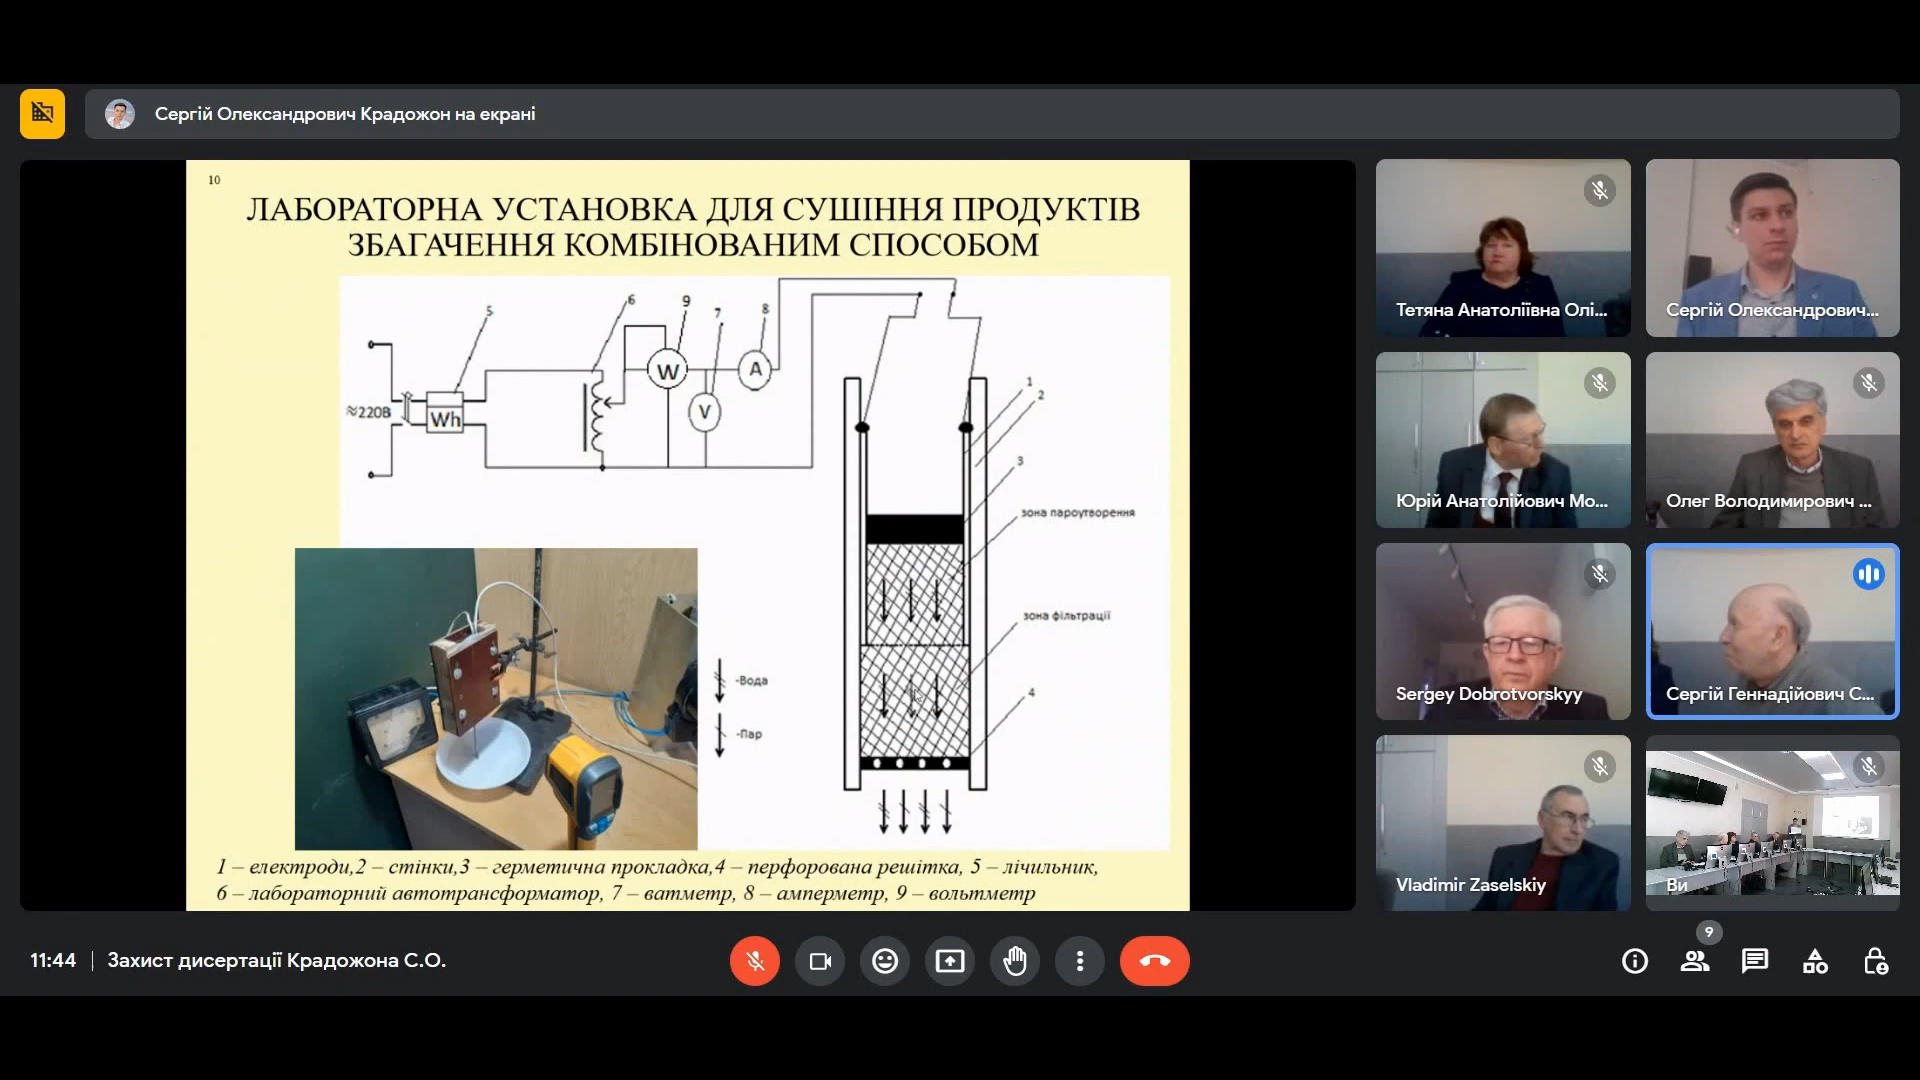 Сергій Олександрович Крадожон на екрані
10
ЛАБОРАТОРНА УСТАНОВКА ДЛЯ СУШІННЯ ПРОДУКТІВ
ЗБАГАЧЕННЯ КОМБІНОВАНИМ СПОСОБОМ
5
6
9
7
8
W
A
V
≈220В
Wh
1
2
3
зона пароутворення
зона фільтрації
4
-Вода
-Пар
1 – електроди,2 – стінки,3 – герметична прокладка,4 – перфорована решітка, 5 – лічильник,
6 – лабораторний автотрансформатор, 7 – ватметр, 8 – амперметр, 9 – вольтметр
Тетяна Анатоліївна Олі...
Сергій Олександрович...
Юрій Анатолійович Мо...
Олег Володимирович ...
Sergey Dobrotvorskyy
Сергій Геннадійович С...
Vladimir Zaselskiy
Ви
11:44
Захист дисертації Крадожона С.О.
9